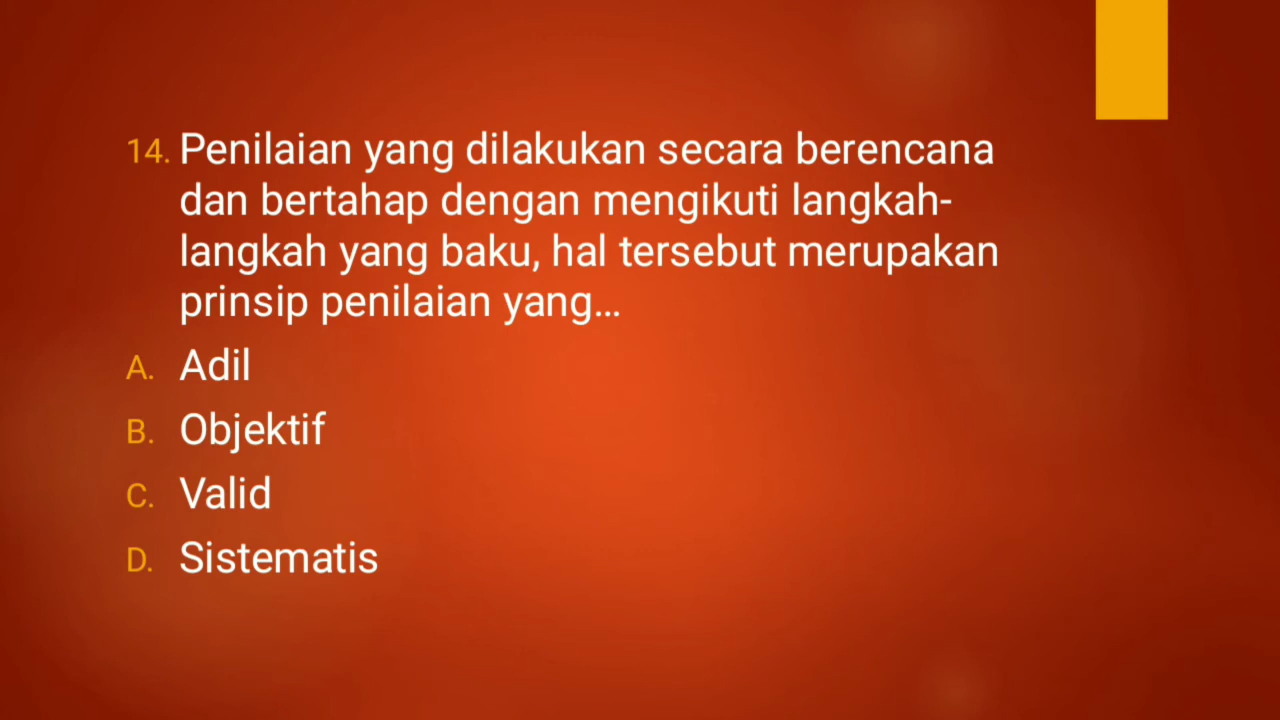 14. Penilaian yang dilakukan secara berencana
dan bertahap dengan mengikuti langkah-
langkah yang baku, hal tersebut merupakan
prinsip penilaian yang...
A. Adil
B. Objektif
C. Valid
D. Sistematis